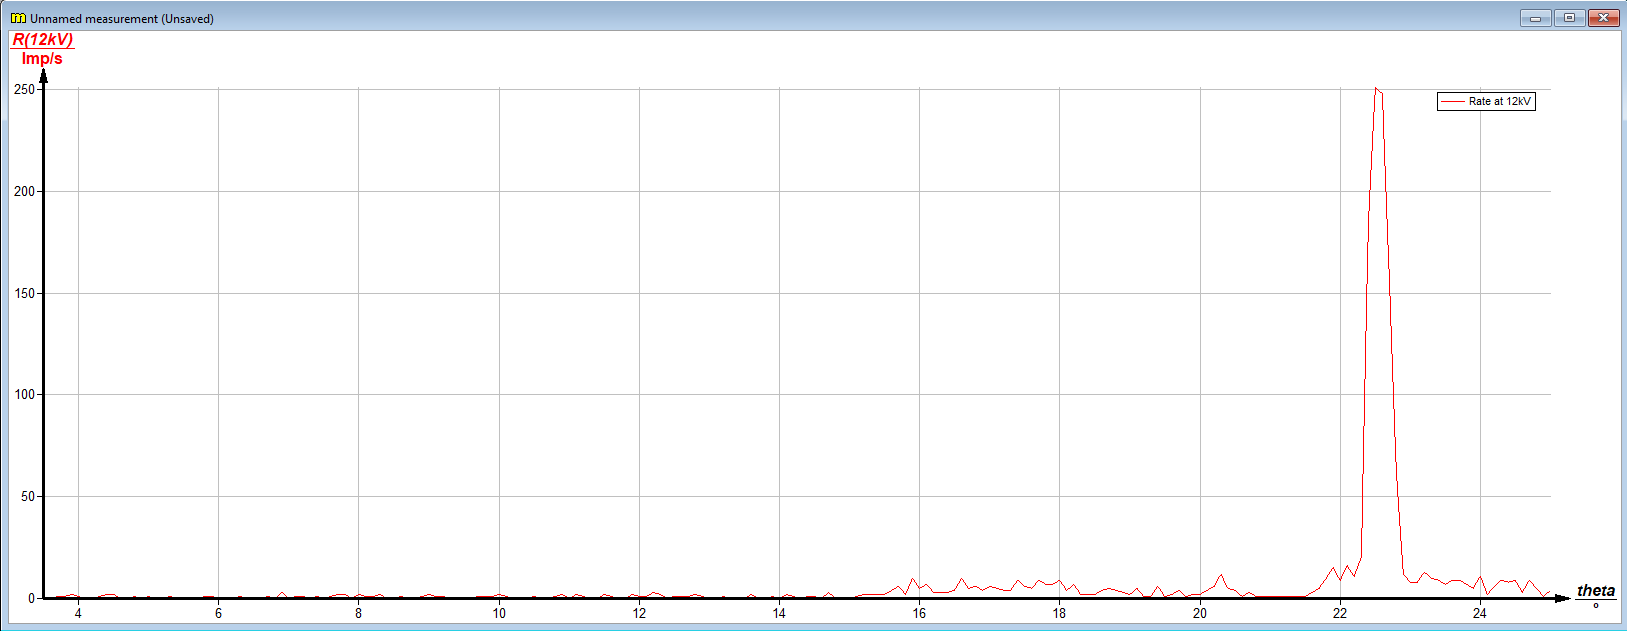 m Unnamed measurement (Unsaved)
R(12kV)
Imp/s
250
Rate at 12kV
200
150
100
50
0
theta
°
4 6 8 10 12 14 16 18 20 22 24